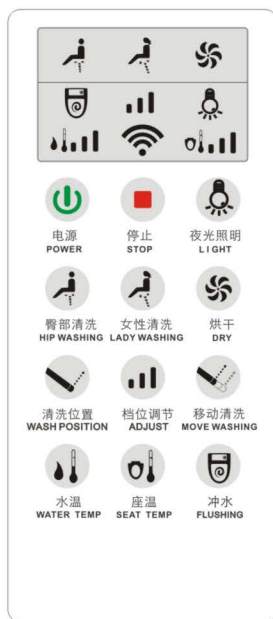 电源 停止 夜光照明
POWER STOP LIGHT
臀部清洗 女性清洗 烘干
HIP WASHING LADY WASHING DRY
清洗位置 档位调节 移动清洗
WASH POSITION ADJUST MOVE WASHING
水温 座温 冲水
WATER TEMP SEAT TEMP FLUSHING